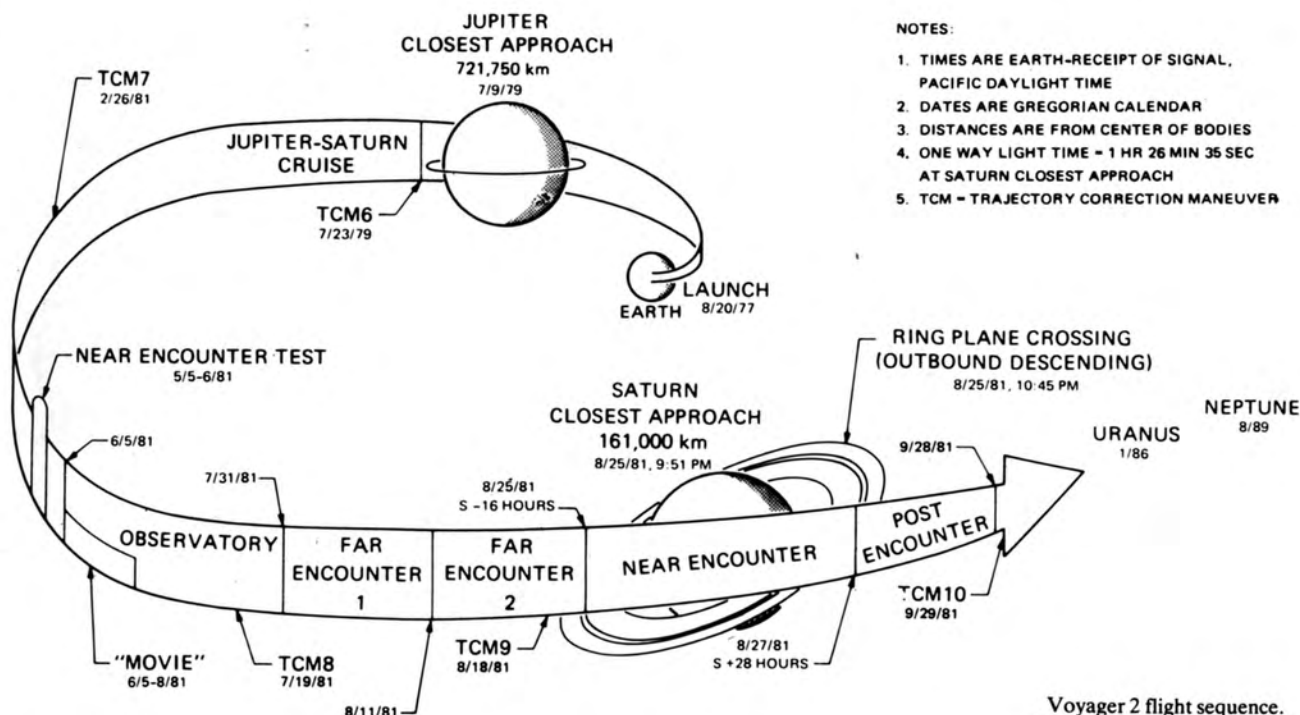 JUPITER
CLOSEST APPROACH
721,750 km
7/9/79
NOTES:
1. TIMES ARE EARTH-RECEIPT OF SIGNAL,
PACIFIC DAYLIGHT TIME
2. DATES ARE GREGORIAN CALENDAR
3. DISTANCES ARE FROM CENTER OF BODIES
4. ONE WAY LIGHT TIME = 1 HR 26 MIN 35 SEC
AT SATURN CLOSEST APPROACH
5. TCM = TRAJECTORY CORRECTION MANEUVER
TCM7
2/26/81
JUPITER-SATURN
CRUISE
TCM6
7/23/79
EARTH
LAUNCH
8/20/77
NEAR ENCOUNTER TEST
5/5-6/81
6/5/81
RING PLANE CROSSING
(OUTBOUND DESCENDING)
8/25/81, 10:45 PM
SATURN
CLOSEST APPROACH
161,000 km
8/25/81, 9:51 PM
NEPTUNE
8/89
URANUS
1/86
7/31/81
8/25/81
S -16 HOURS
9/28/81
OBSERVATORY
FAR
ENCOUNTER
1
FAR
ENCOUNTER
2
NEAR ENCOUNTER
POST
ENCOUNTER
"MOVIE"
6/5-8/81
TCM8
7/19/81
8/11/81
TCM9
8/18/81
8/27/81
S +28 HOURS
TCM10
9/29/81
Voyager 2 flight sequence.